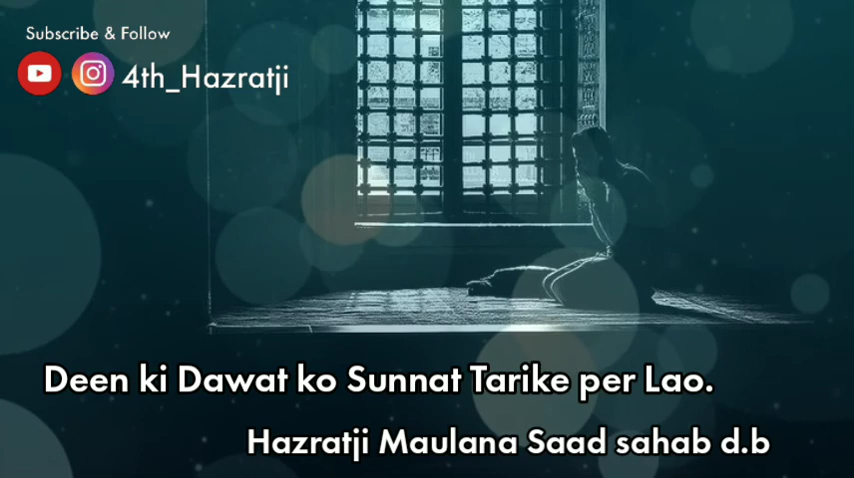 Subscribe & Follow
4th_Hazratji
Deen ki Dawat ko Sunnat Tarike per Lao.
Hazratji Maulana Saad sahab d.b